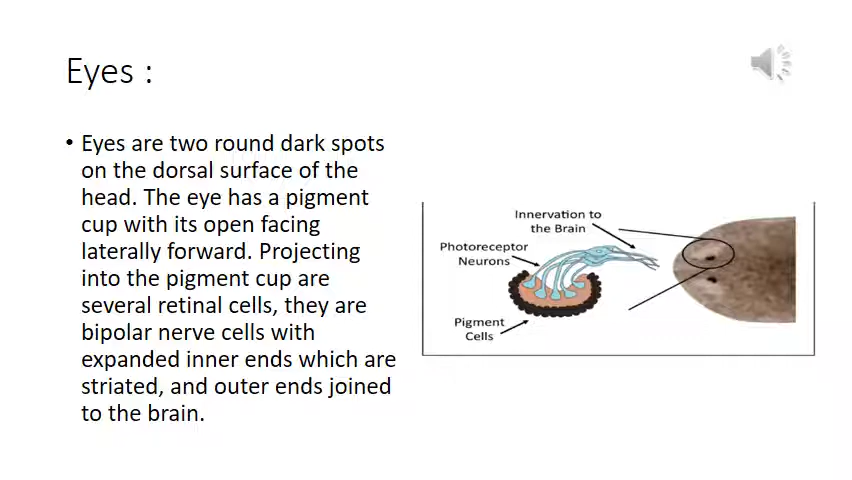 Eyes :
• Eyes are two round dark spots
on the dorsal surface of the
head. The eye has a pigment
cup with its open facing
laterally forward. Projecting
into the pigment cup are
several retinal cells, they are
bipolar nerve cells with
expanded inner ends which are
striated, and outer ends joined
to the brain.
Innervation to
the Brain
Photoreceptor
Neurons
Pigment
Cells